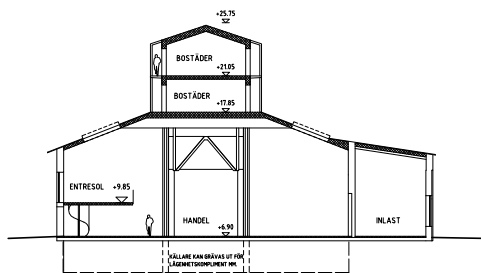 +25.75
BOSTÄDER
+21.05
BOSTÄDER
+17.85
ENTRESOL +9.85
HANDEL
+6.90
INLAST
KÄLLARE KAN GRÄVAS UT FÖR
LÄGENHETSKOMPLIMENT MM.